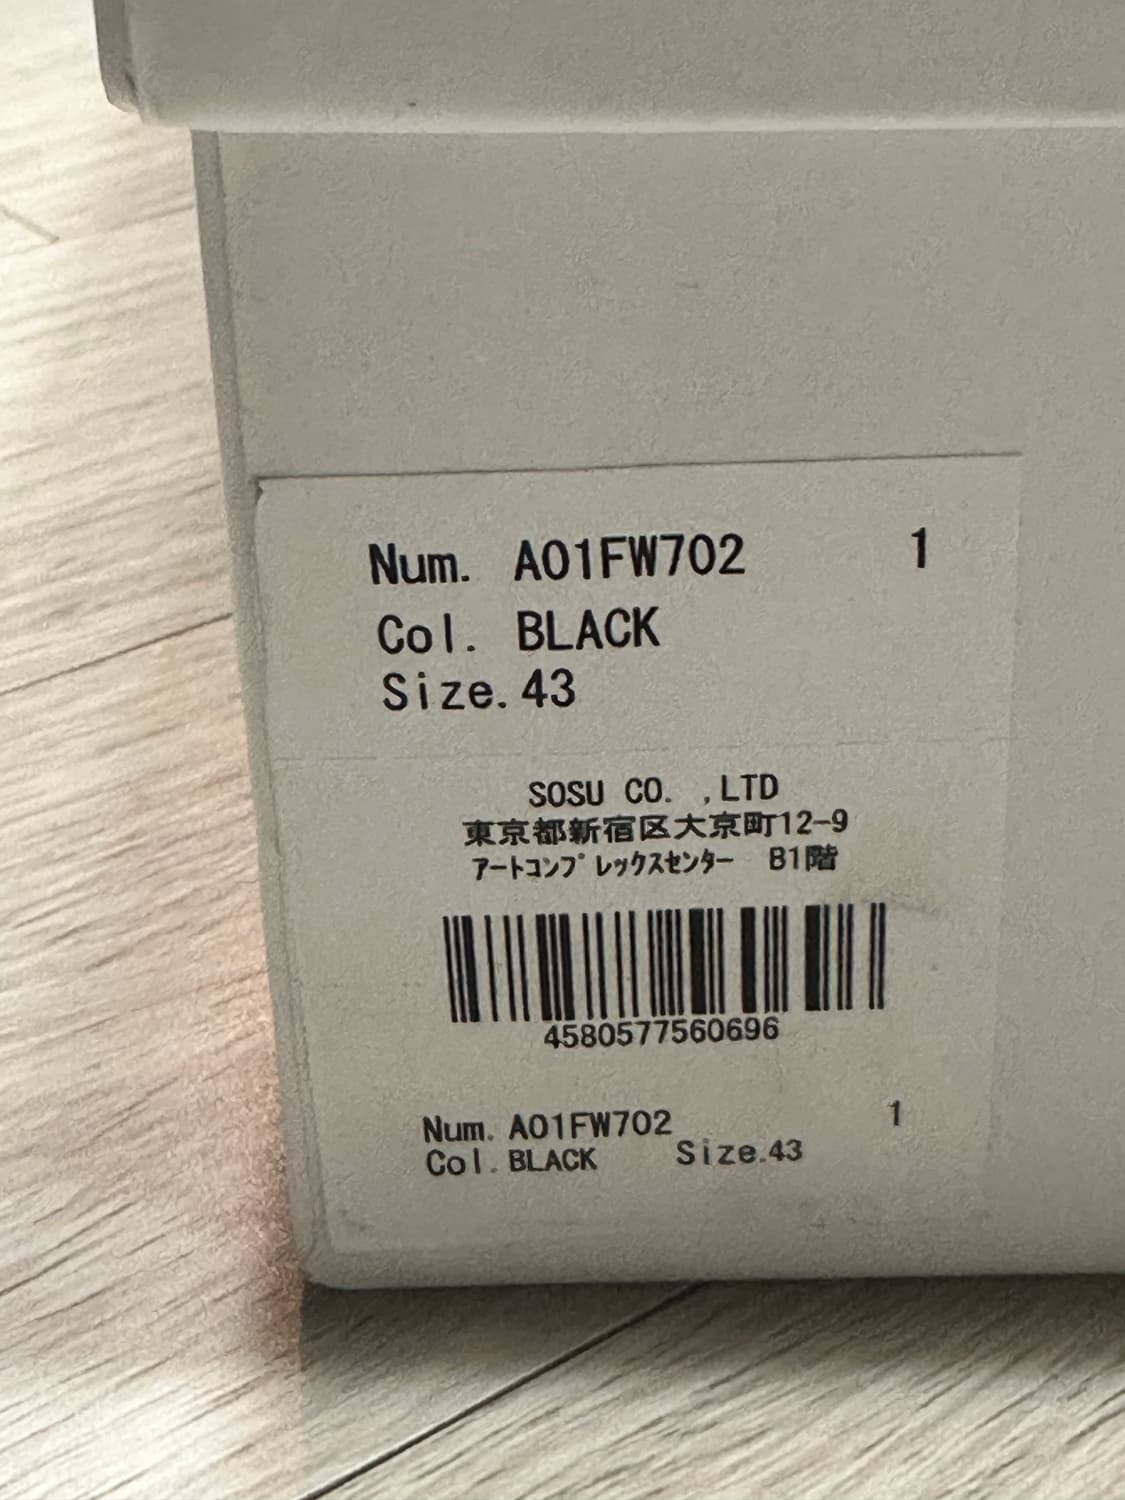 Num. A01FW702 1
Col. BLACK
Size.43
SOSU CO. ,LTD
東京都新宿区大京町12-9
ｱｰﾄｺﾝﾌﾟﾚｯｸｽｾﾝﾀｰ B1階
4580577560696
Num. A01FW702 1
Col. BLACK Size.43